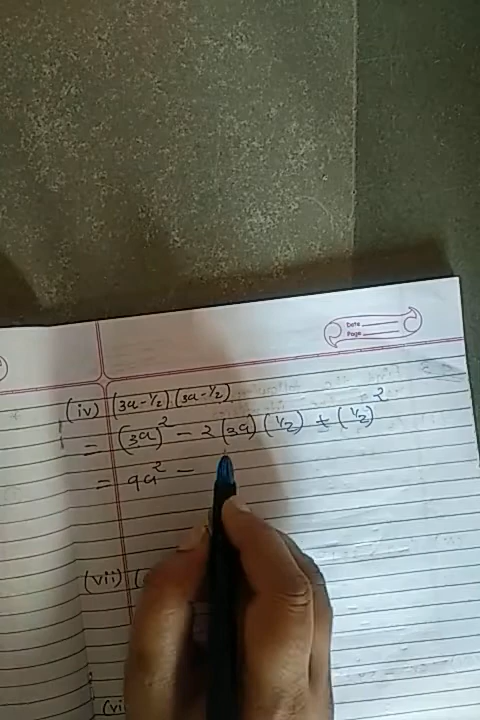 Date
Page
(iv) (3a-1/2) (3a-1/2)
= (3a)² - 2 (3a) (1/2) + (1/2)²
= 9a² -
(vii) (
(vi